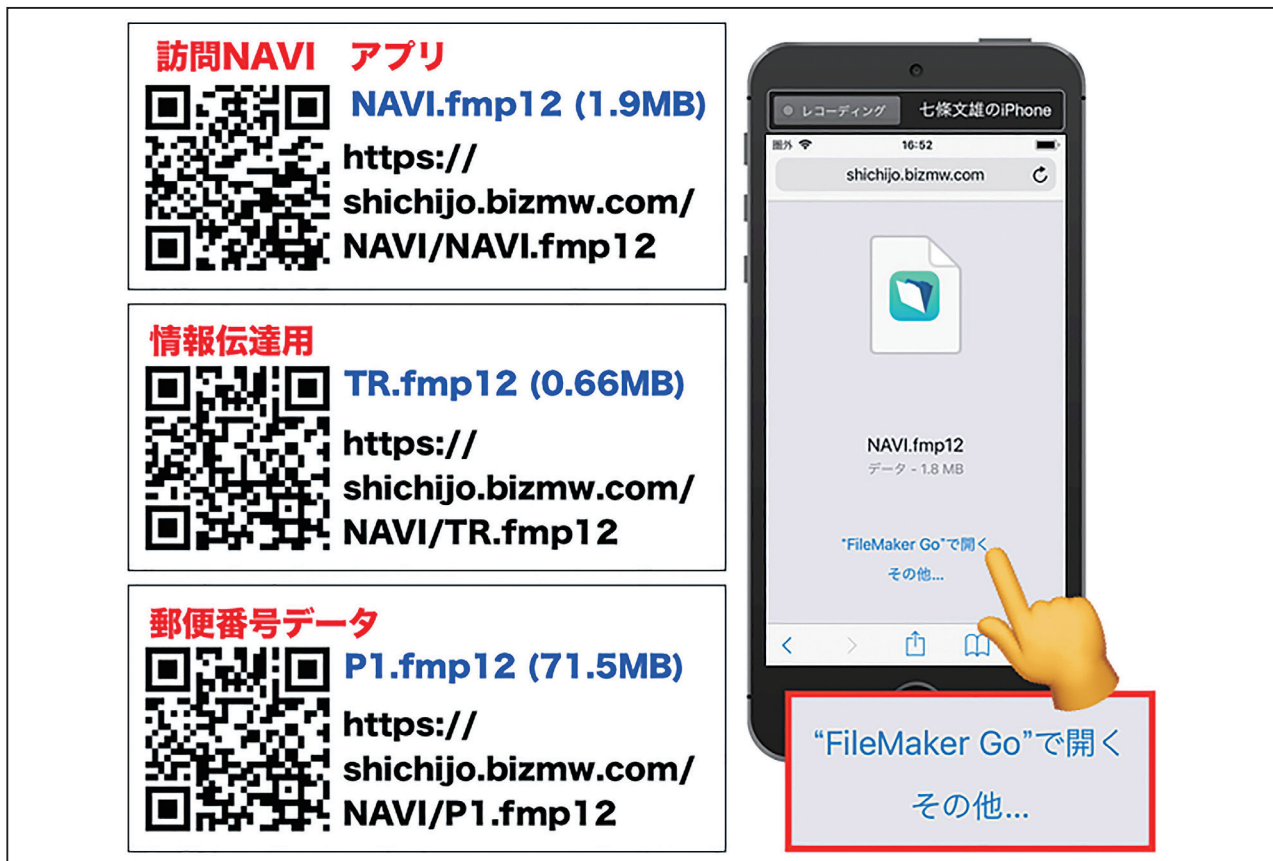 訪問NAVI　アプリ
NAVI.fmp12 (1.9MB)
https://
shichijo.bizmw.com/
NAVI/NAVI.fmp12
情報伝達用
TR.fmp12 (0.66MB)
https://
shichijo.bizmw.com/
NAVI/TR.fmp12
郵便番号データ
P1.fmp12 (71.5MB)
https://
shichijo.bizmw.com/
NAVI/P1.fmp12
レコーディング 七條文雄のiPhone
圏外 16:52
shichijo.bizmw.com
NAVI.fmp12
データ - 1.8 MB
“FileMaker Go”で開く
その他...
“FileMaker Go”で開く
その他...